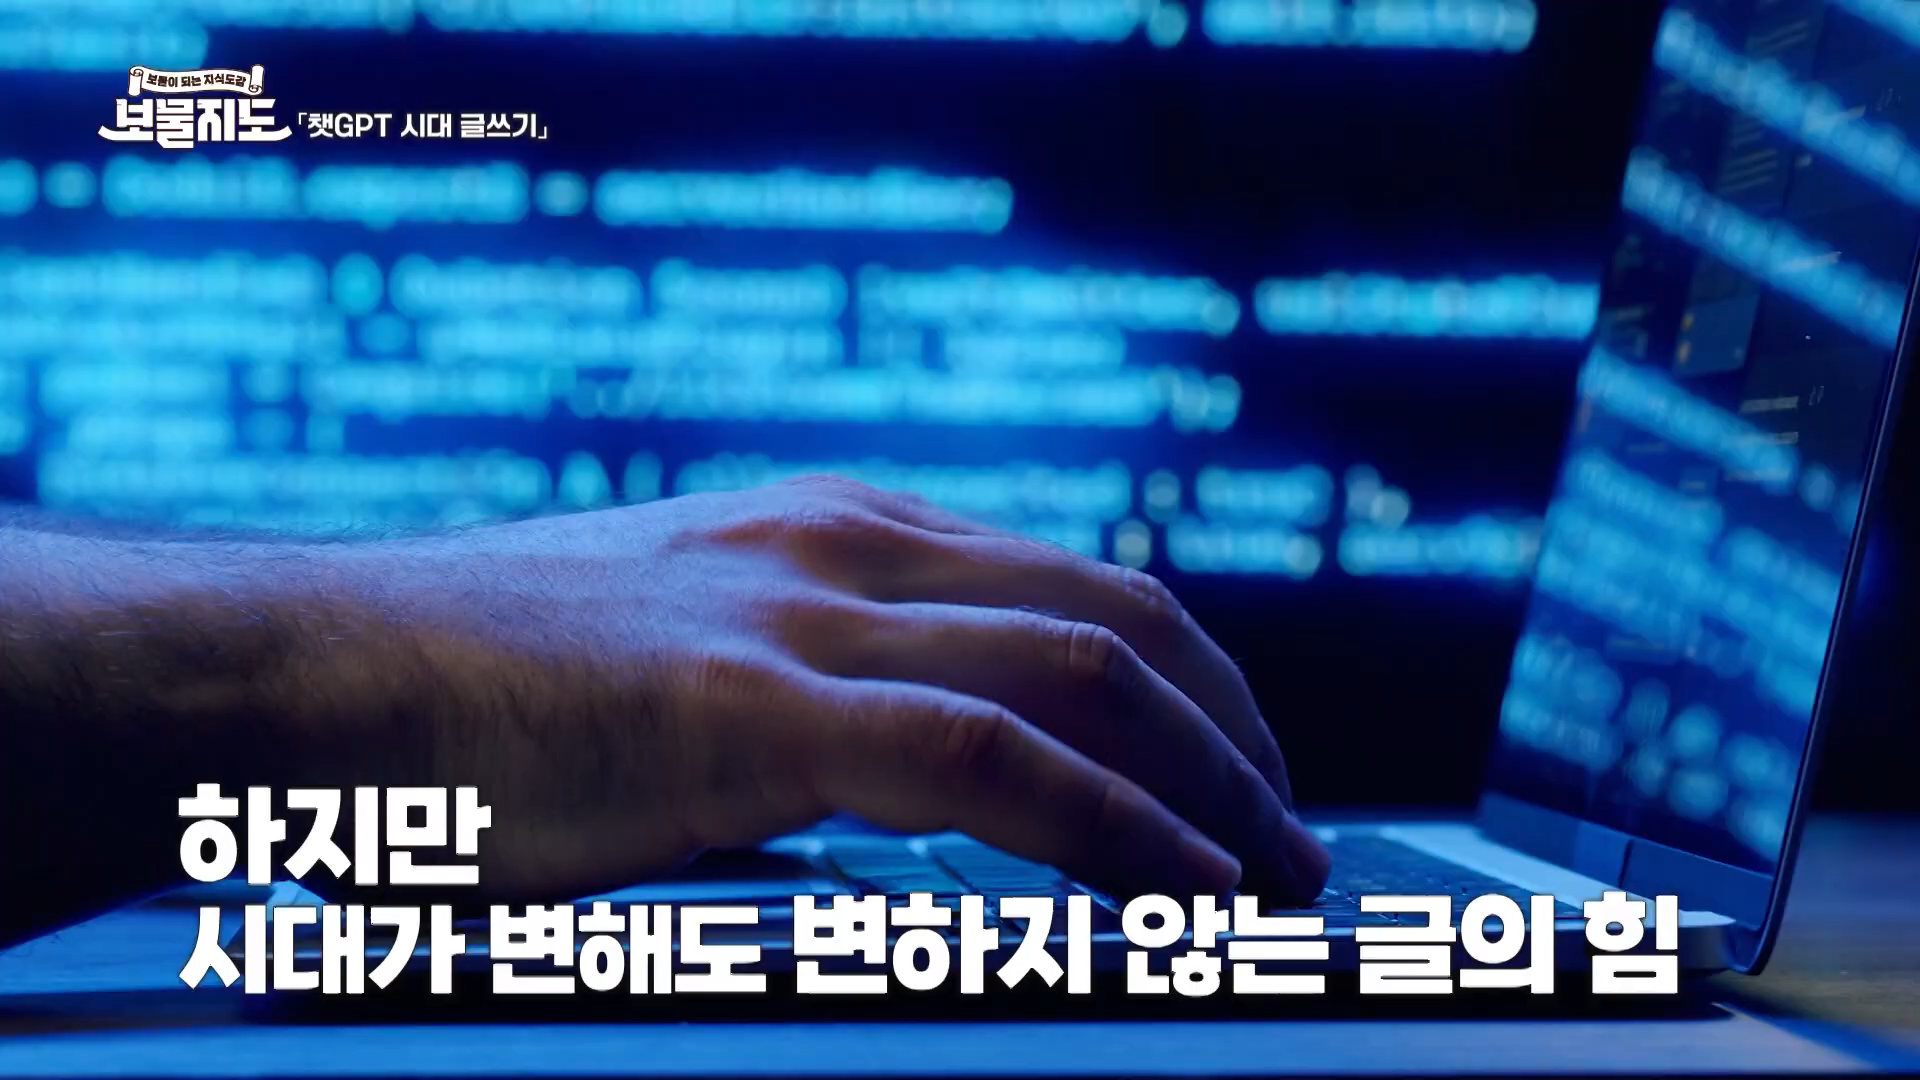 보물이 되는 지식도감
보물지도
「챗GPT 시대 글쓰기」
하지만
시대가 변해도 변하지 않는 글의 힘